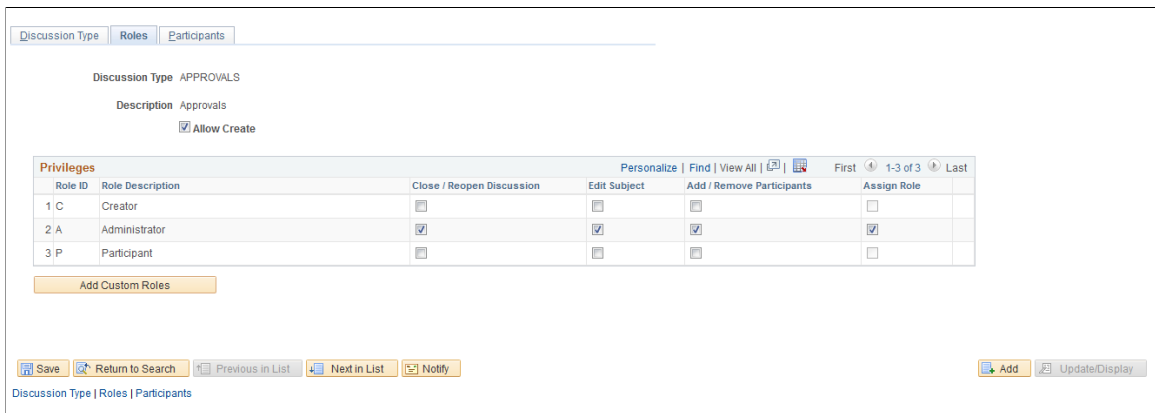 Discussion Type Roles Participants
Discussion Type APPROVALS
Description Approvals
Allow Create
Privileges Personalize | Find | View All | | First 1-3 of 3 Last
Role ID Role Description Close / Reopen Discussion Edit Subject Add / Remove Participants Assign Role
1 C Creator
2 A Administrator
3 P Participant
Add Custom Roles
Save Return to Search Previous in List Next in List Notify Add Update/Display
Discussion Type | Roles | Participants